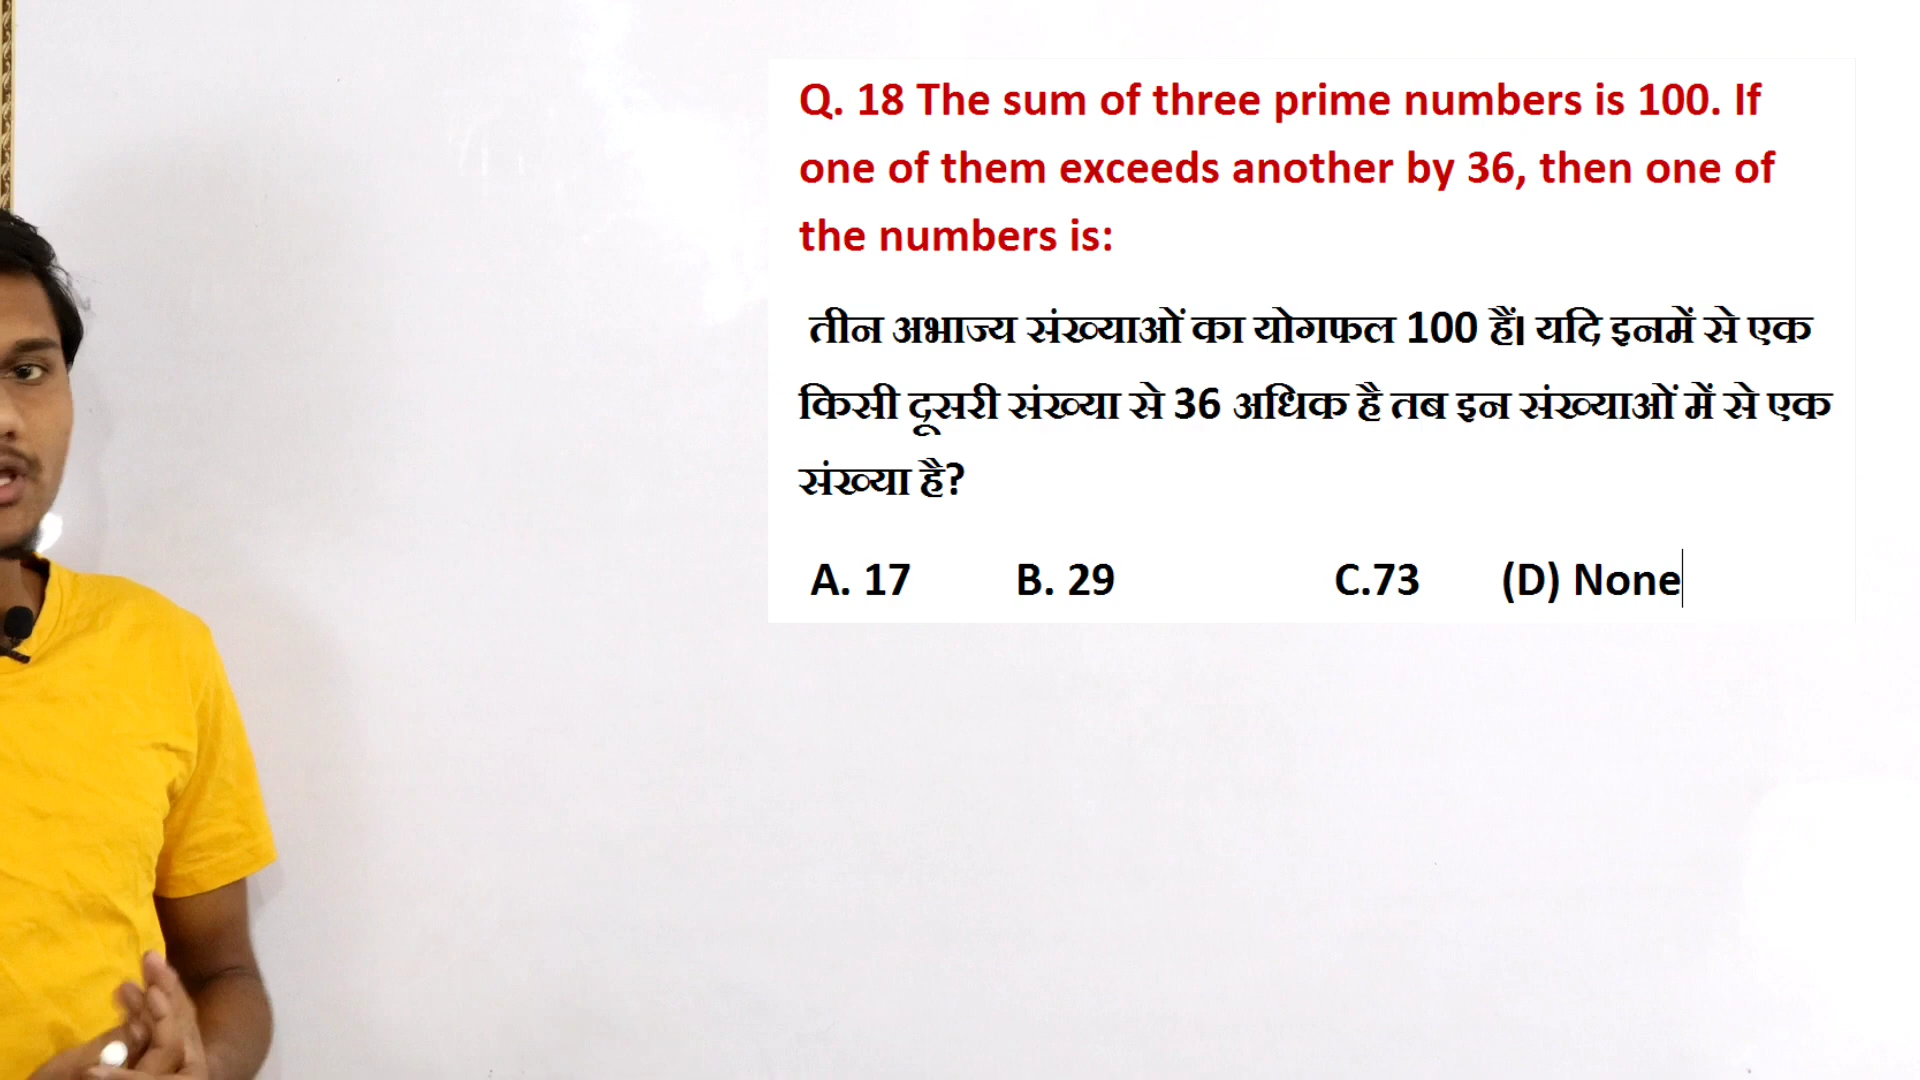 Q. 18 The sum of three prime numbers is 100. If
one of them exceeds another by 36, then one of
the numbers is:
तीन अभाज्य संख्याओं का योगफल 100 हैं। यदि इनमें से एक
किसी दूसरी संख्या से 36 अधिक है तब इन संख्याओं में से एक
संख्या है?
A. 17 B. 29 C.73 (D) None